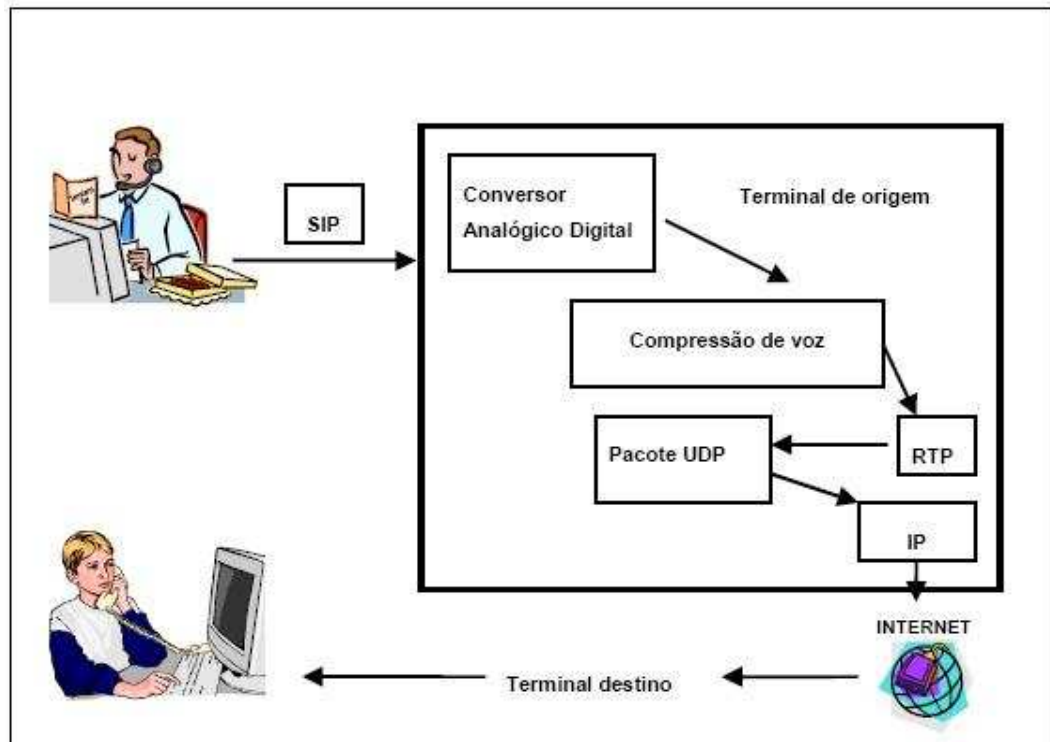 SIP
Conversor
Analógico Digital
Terminal de origem
Compressão de voz
RTP
Pacote UDP
IP
INTERNET
Terminal destino